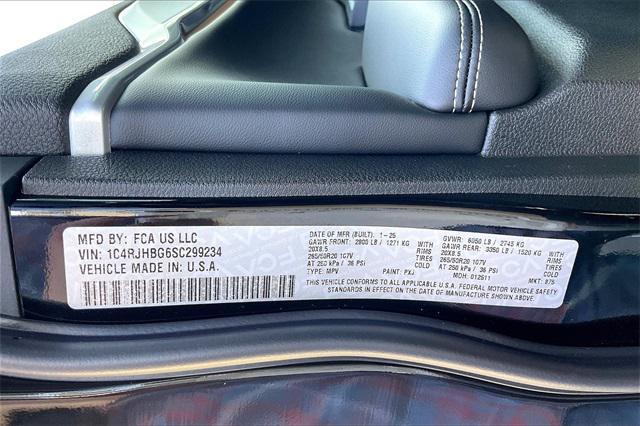 MFD BY: FCA US LLC
VIN: 1C4RJHBG6SC299234
VEHICLE MADE IN U.S.A.
DATE OF MFR (BUILT): 1-25 GVWR: 6050 LB / 2745 KG
GAWR FRONT: 2800 LB / 1271 KG WITH GAWR REAR: 3350 LB / 1520 KG WITH
20X8.5 RIMS 20X8.5 RIMS
265/50R20 107V TIRES 265/50R20 107V TIRES
AT 250 kPa / 36 PSI COLD AT 250 kPa / 36 PSI COLD
TYPE: MPV PAINT: PXJ MDH: 012911 MKT: 875
THIS VEHICLE CONFORMS TO ALL APPLICABLE U.S.A. FEDERAL MOTOR VEHICLE SAFETY
STANDARDS IN EFFECT ON THE DATE OF MANUFACTURE SHOWN ABOVE.